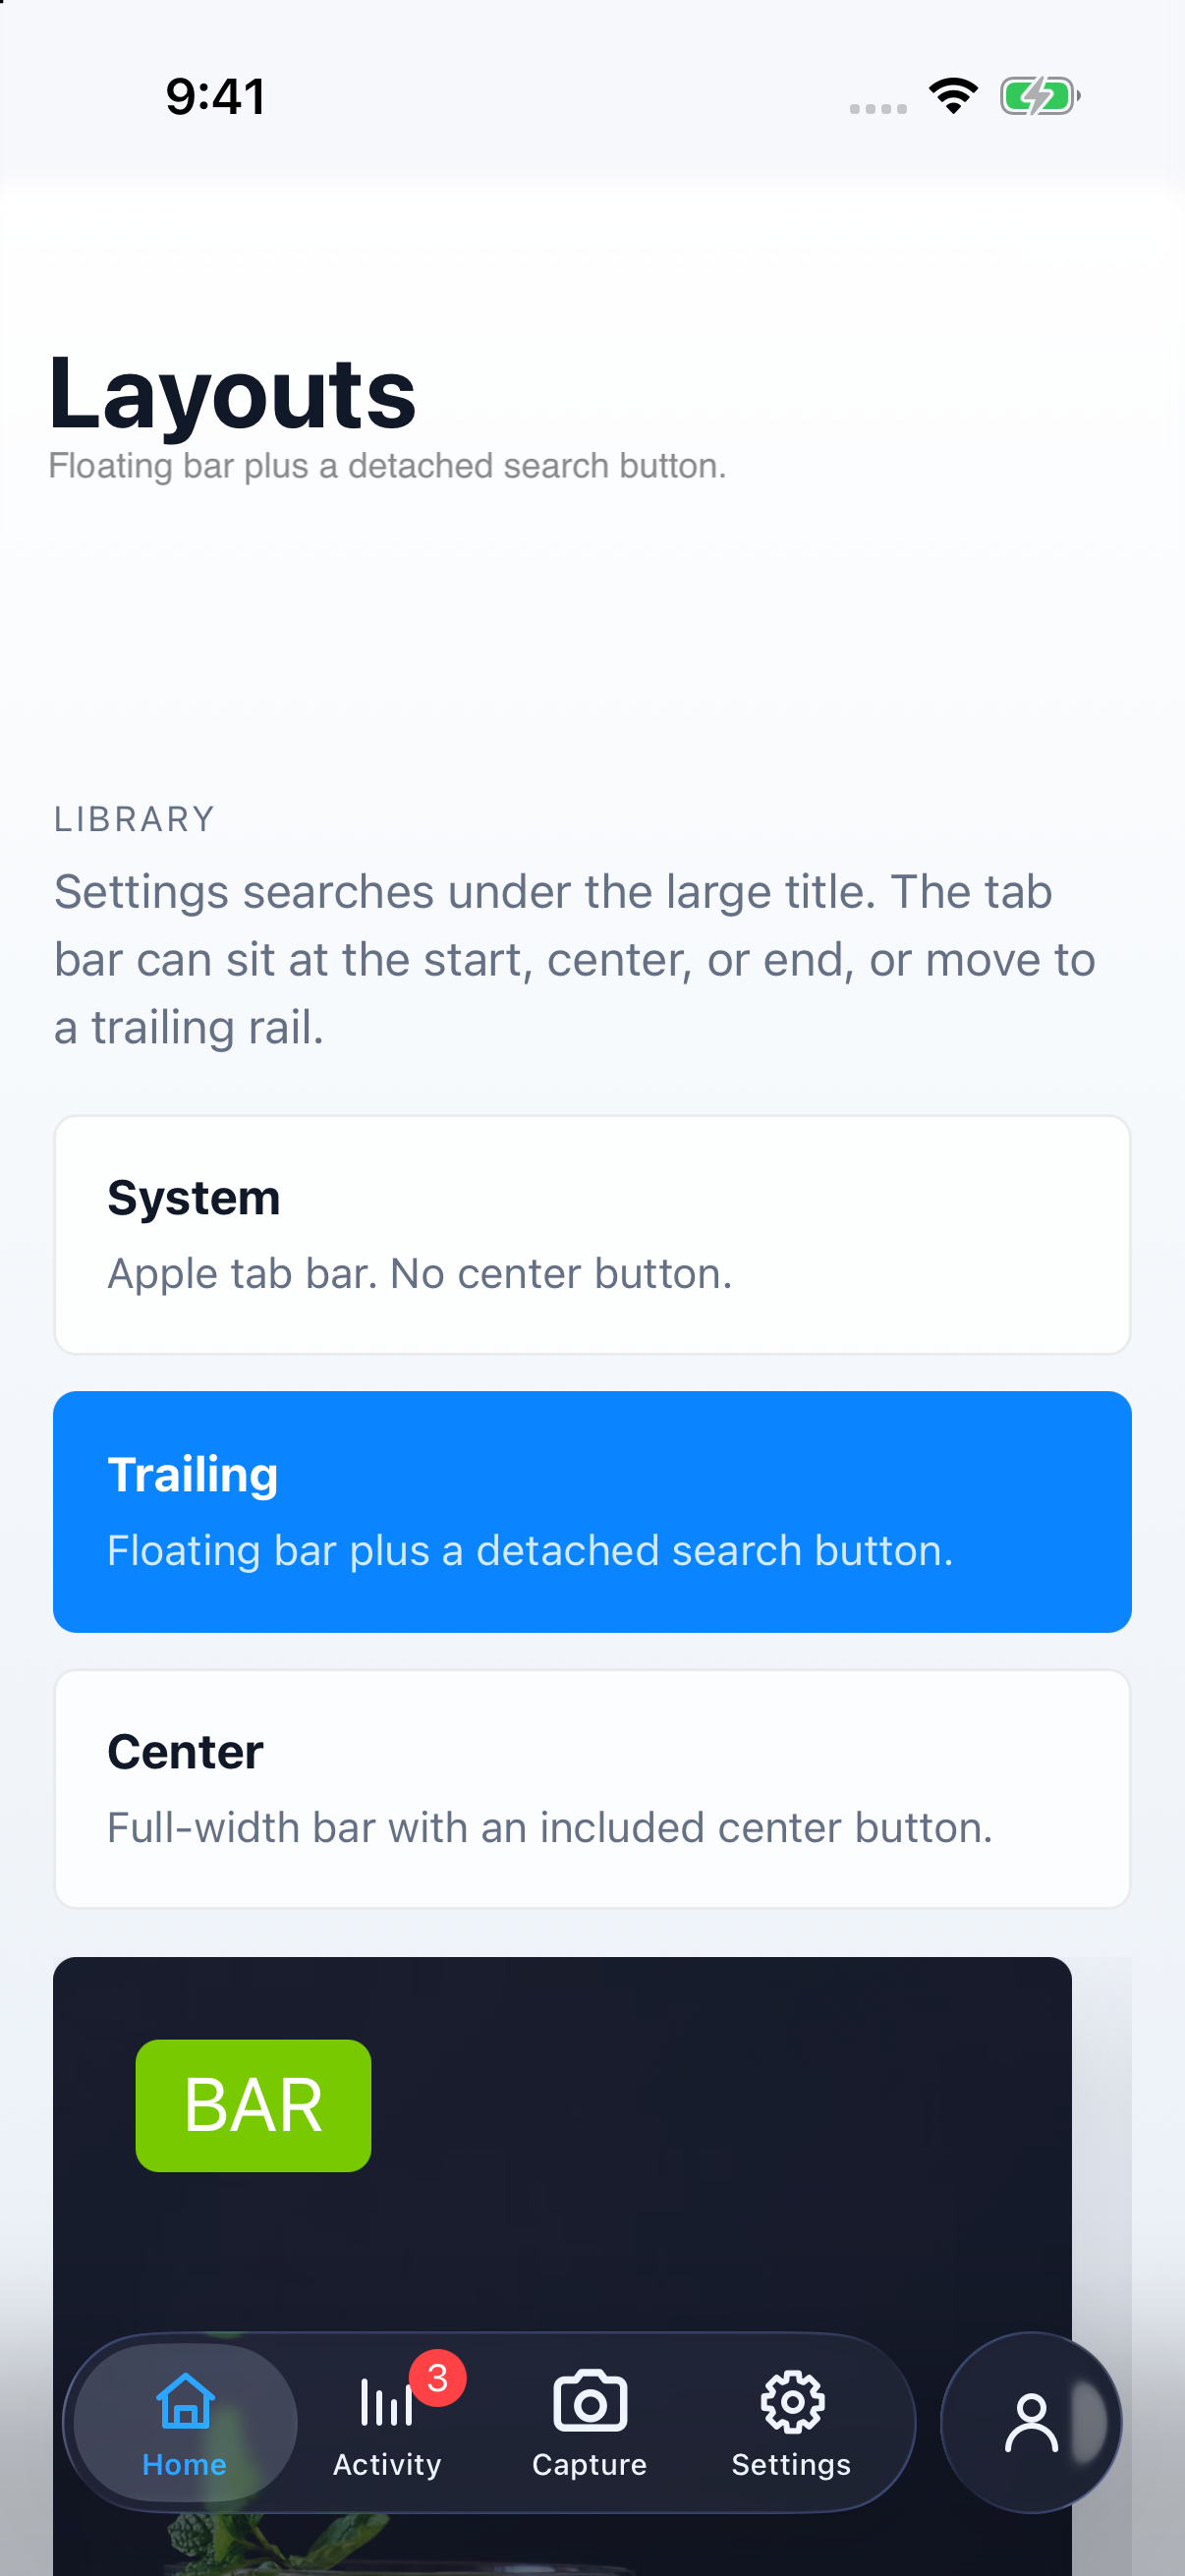 9:41
Layouts
Floating bar plus a detached search button.
LIBRARY
Settings searches under the large title. The tab
bar can sit at the start, center, or end, or move to
a trailing rail.
System
Apple tab bar. No center button.
Trailing
Floating bar plus a detached search button.
Center
Full-width bar with an included center button.
BAR
3
Home
Activity
Capture
Settings